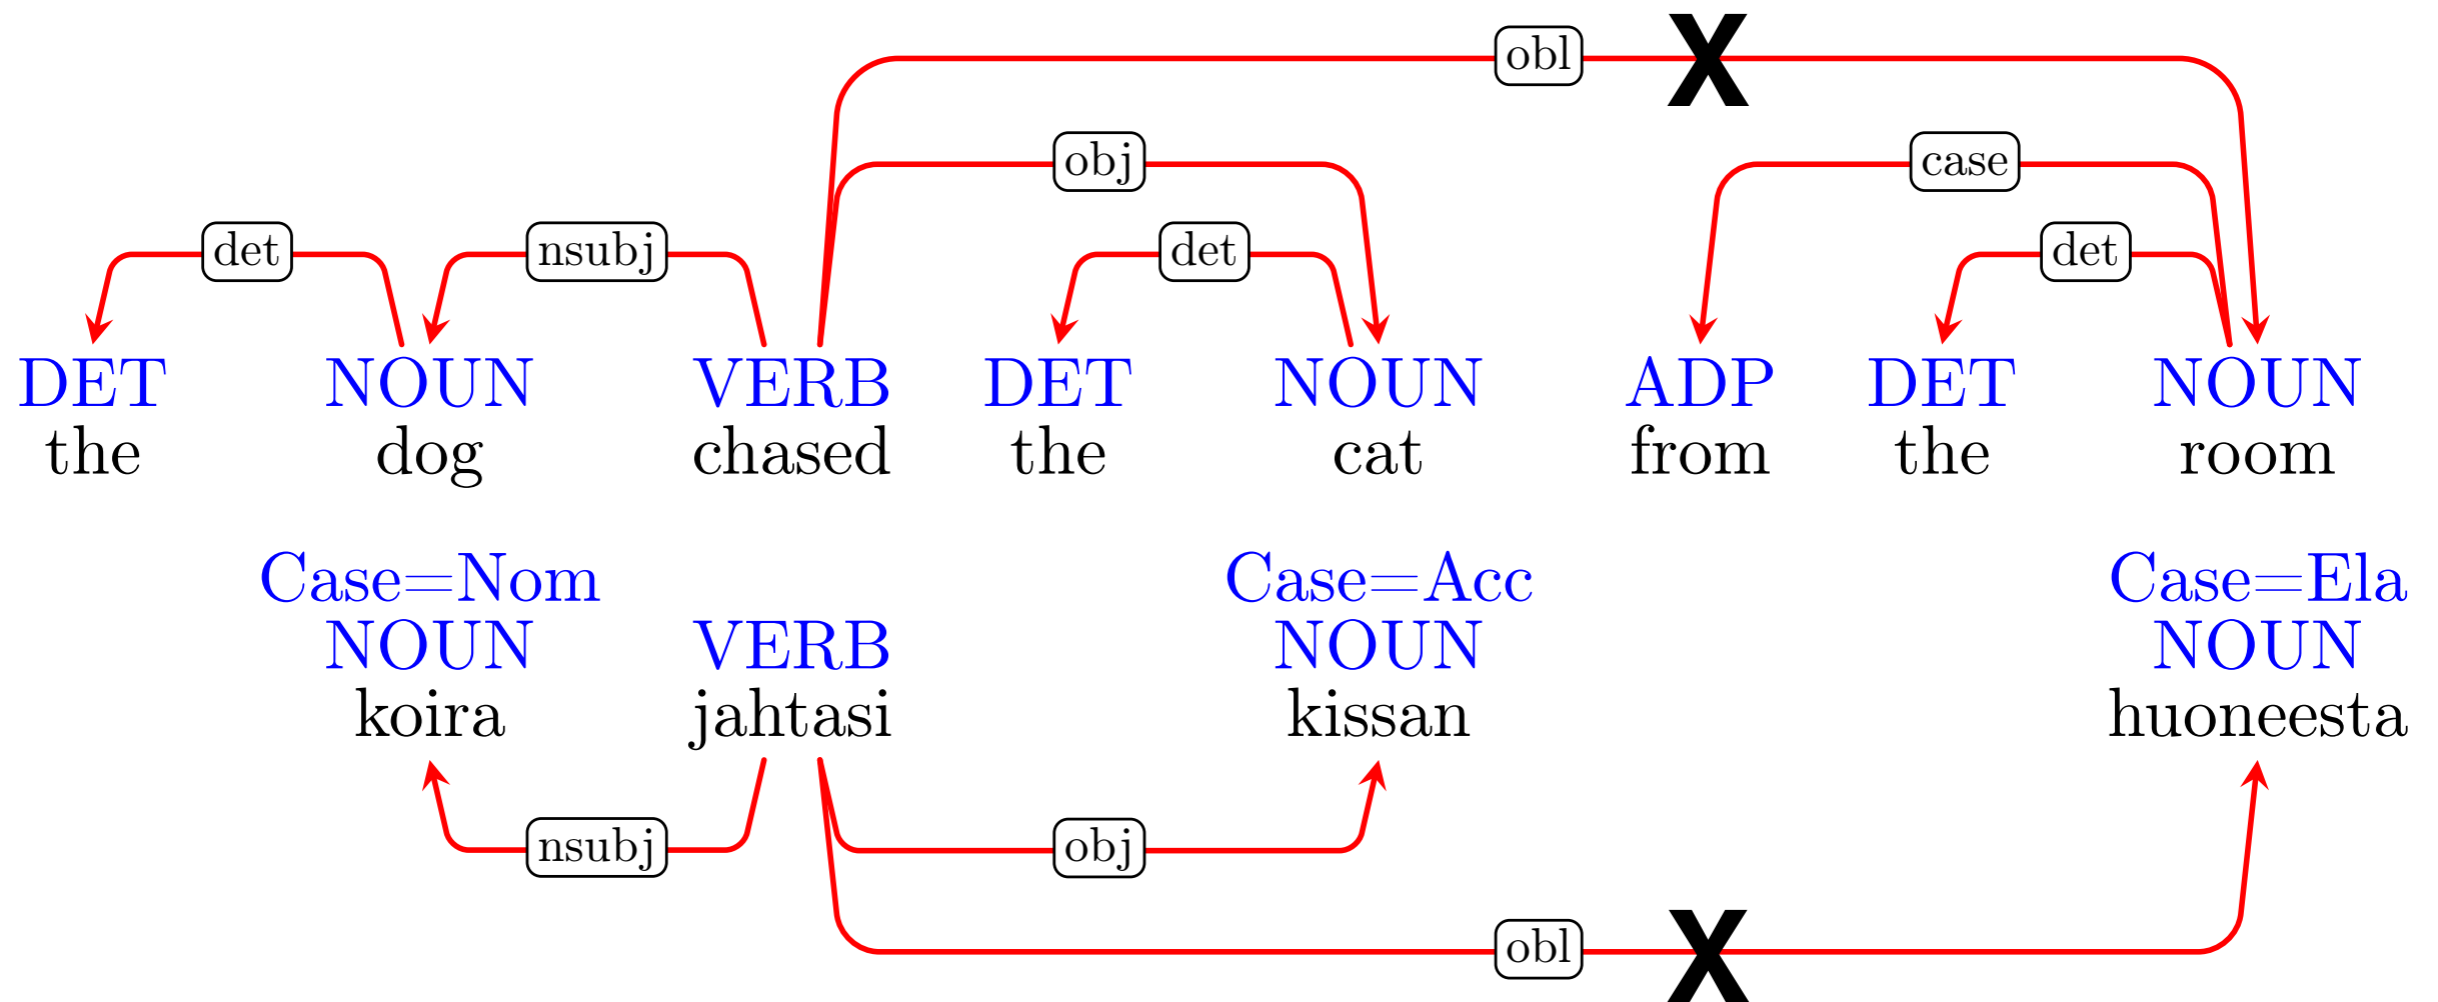 obl X
obj case
det nsubj det det
DET NOUN VERB DET NOUN ADP DET NOUN
the dog chased the cat from the room
Case=Nom Case=Acc Case=Ela
NOUN VERB NOUN NOUN
koira jahtasi kissan huoneesta
nsubj obj
obl X